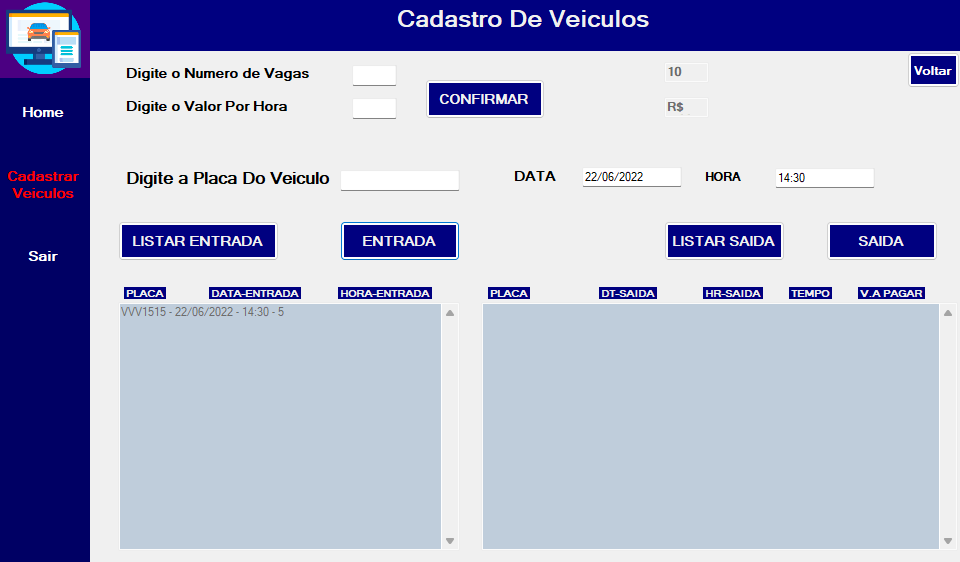 Cadastro De Veiculos
Home
Cadastrar
Veiculos
Sair
Digite o Numero de Vagas
10
Voltar
Digite o Valor Por Hora
CONFIRMAR
R$
Digite a Placa Do Veiculo
DATA
22/06/2022
HORA
14:30
LISTAR ENTRADA
ENTRADA
LISTAR SAIDA
SAIDA
PLACA DATA-ENTRADA HORA-ENTRADA
VVV1515 - 22/06/2022 - 14:30 - 5
PLACA DT-SAIDA HR-SAIDA TEMPO V.A PAGAR